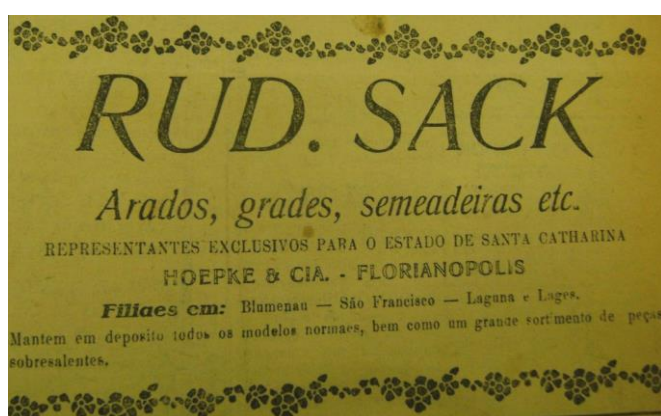 RUD. SACK
Arados, grades, semeadeiras etc.
REPRESENTANTES EXCLUSIVOS PARA O ESTADO DE SANTA CATHARINA
HOEPKE & CIA. - FLORIANOPOLIS
Filiaes em: Blumenau — São Francisco — Laguna e Lages.
Mantem em deposito todos os modelos normaes, bem como um grande sortimento de peças
sobresalentes.